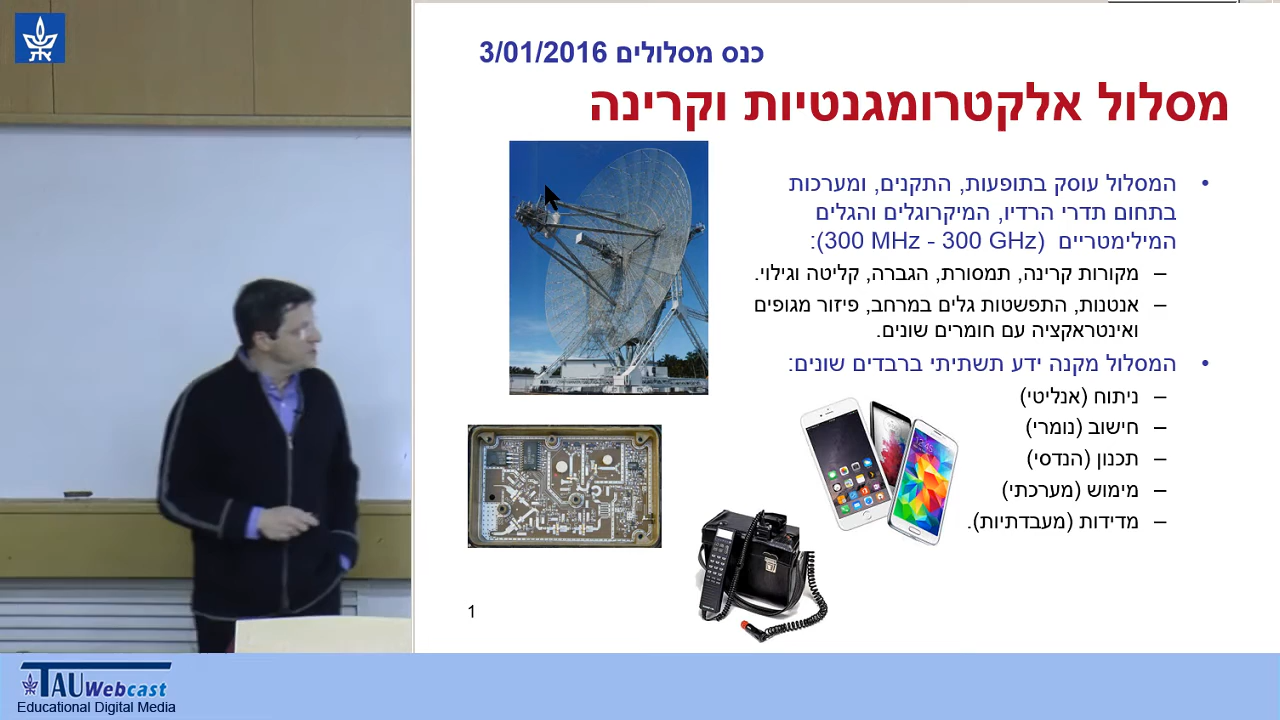 את
כנס מסלולים 3/01/2016
מסלול אלקטרומגנטיות וקרינה
• המסלול עוסק בתופעות, התקנים, ומערכות
בתחום תדרי הרדיו, המיקרוגלים והגלים
המילימטריים (300 MHz - 300 GHz):
– מקורות קרינה, תמסורת, הגברה, קליטה וגילוי.
– אנטנות, התפשטות גלים במרחב, פיזור מגופים
ואינטראקציה עם חומרים שונים.
• המסלול מקנה ידע תשתיתי ברבדים שונים:
– ניתוח (אנליטי)
– חישוב (נומרי)
– תכנון (הנדסי)
– מימוש (מערכתי)
– מדידות (מעבדתיות).
12:45
1
TAU Webcast
Educational Digital Media